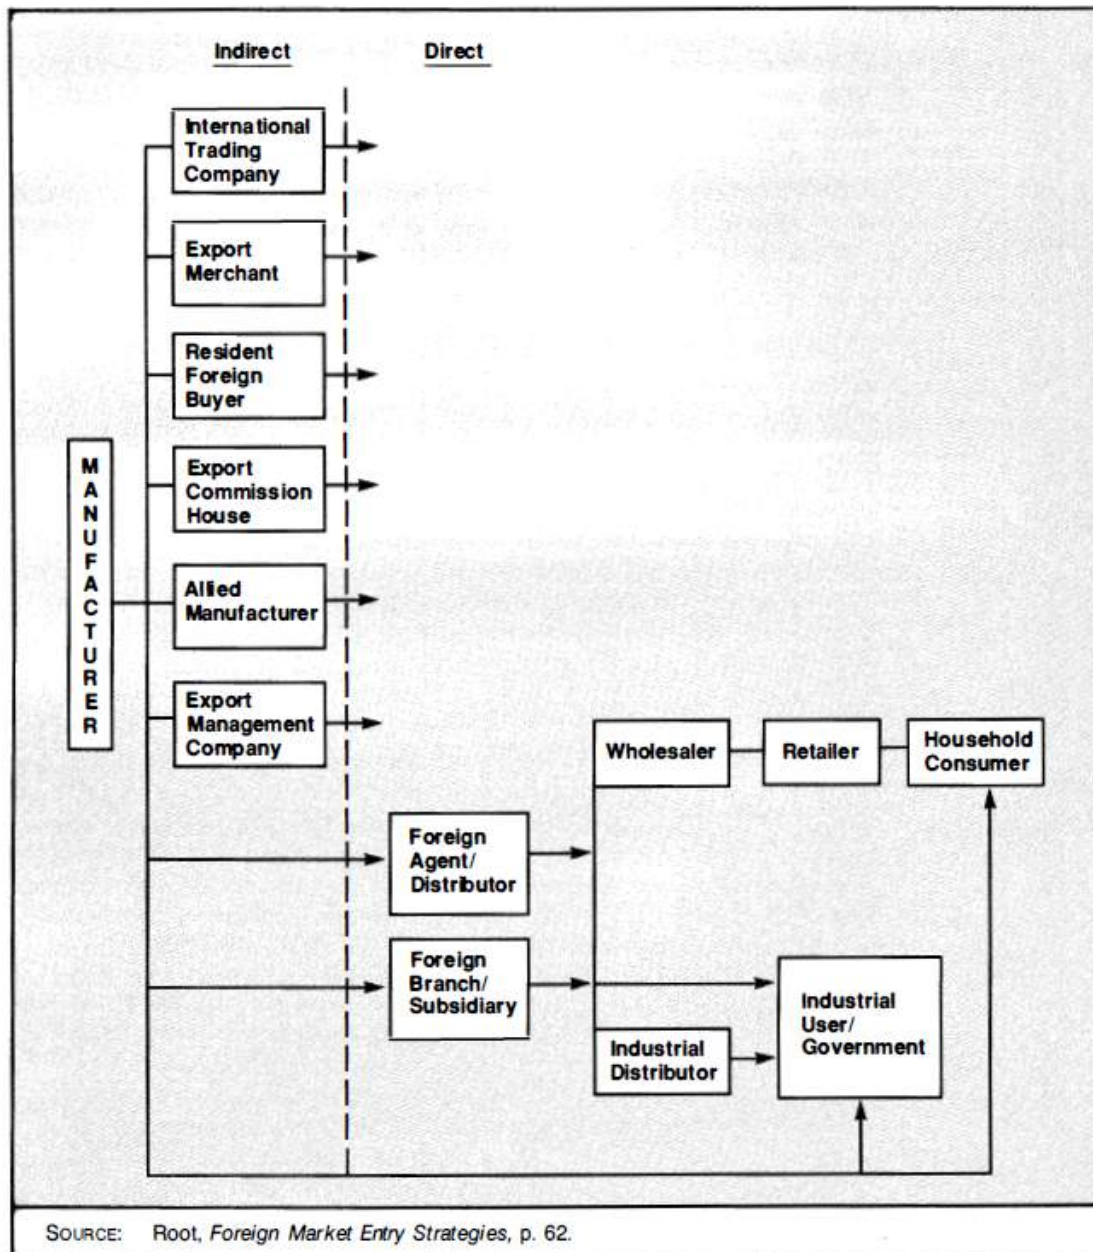 Indirect
Direct
International
Trading
Company
Export
Merchant
Resident
Foreign
Buyer
Export
Commission
House
MANUFACTURER
Allied
Manufacturer
Export
Management
Company
Wholesaler
Retailer
Household
Consumer
Foreign
Agent/
Distributor
Foreign
Branch/
Subsidiary
Industrial
User/
Government
Industrial
Distributor
SOURCE: Root, Foreign Market Entry Strategies, p. 62.